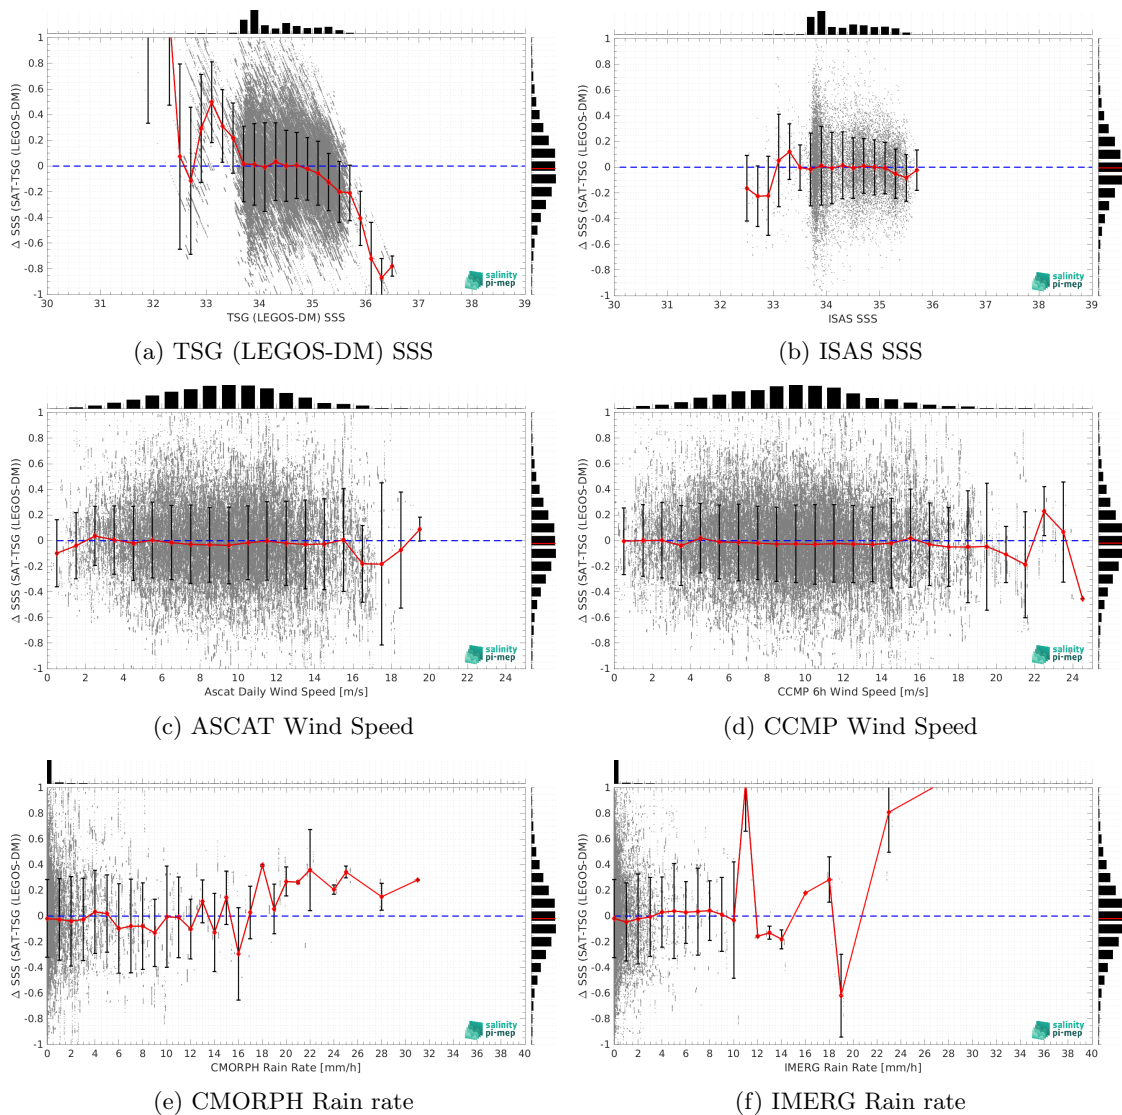 1
0.8
0.6
0.4
0.2
0
-0.2
-0.4
-0.6
-0.8
-1
Δ SSS (SAT-TSG (LEGOS-DM))
salinity
pi-mep
30 31 32 33 34 35 36 37 38 39
TSG (LEGOS-DM) SSS
(a) TSG (LEGOS-DM) SSS
1
0.8
0.6
0.4
0.2
0
-0.2
-0.4
-0.6
-0.8
-1
Δ SSS (SAT-TSG (LEGOS-DM))
salinity
pi-mep
30 31 32 33 34 35 36 37 38 39
ISAS SSS
(b) ISAS SSS
1
0.8
0.6
0.4
0.2
0
-0.2
-0.4
-0.6
-0.8
-1
Δ SSS (SAT-TSG (LEGOS-DM))
salinity
pi-mep
0 2 4 6 8 10 12 14 16 18 20 22 24
Ascat Daily Wind Speed [m/s]
(c) ASCAT Wind Speed
1
0.8
0.6
0.4
0.2
0
-0.2
-0.4
-0.6
-0.8
-1
Δ SSS (SAT-TSG (LEGOS-DM))
salinity
pi-mep
0 2 4 6 8 10 12 14 16 18 20 22 24
CCMP 6h Wind Speed [m/s]
(d) CCMP Wind Speed
1
0.8
0.6
0.4
0.2
0
-0.2
-0.4
-0.6
-0.8
-1
Δ SSS (SAT-TSG (LEGOS-DM))
salinity
pi-mep
0 2 4 6 8 10 12 14 16 18 20 22 24 26 28 30 32 34 36 38 40
CMORPH Rain Rate [mm/h]
(e) CMORPH Rain rate
1
0.8
0.6
0.4
0.2
0
-0.2
-0.4
-0.6
-0.8
-1
Δ SSS (SAT-TSG (LEGOS-DM))
salinity
pi-mep
0 2 4 6 8 10 12 14 16 18 20 22 24 26 28 30 32 34 36 38 40
IMERG Rain Rate [mm/h]
(f) IMERG Rain rate